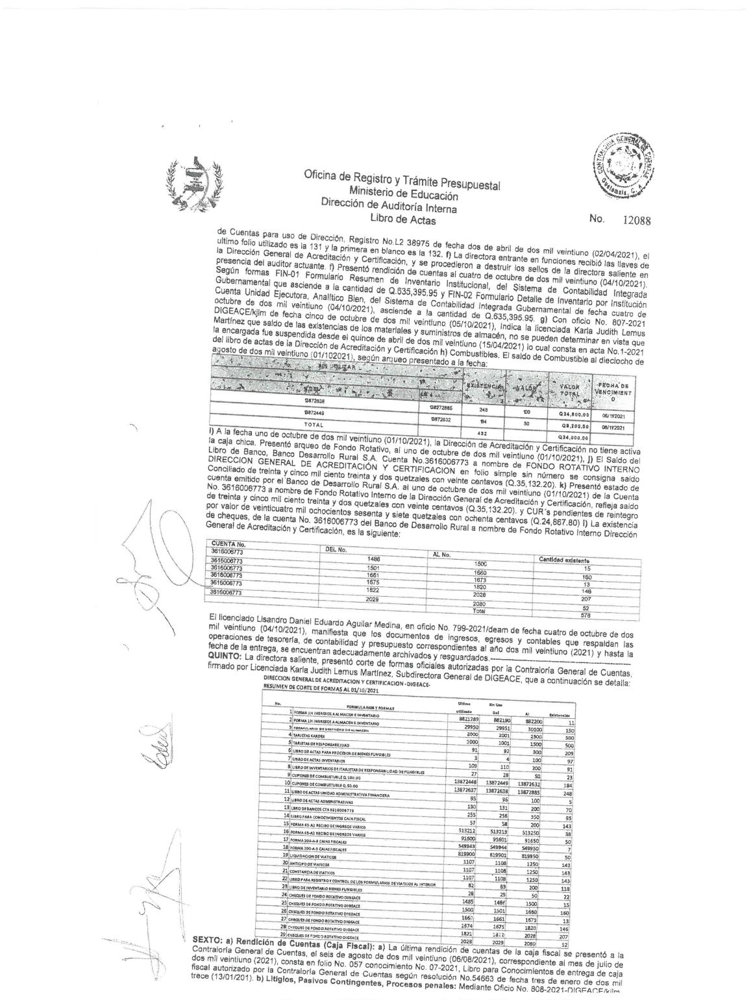 CONTRALORIA GENERAL DE CUENTAS
Guatemala, C. A.
Oficina de Registro y Trámite Presupuestal
Ministerio de Educación
Dirección de Auditoría Interna
Libro de Actas
No. 12088
de Cuentas para uso de Dirección, Registro No.L2 38975 de fecha dos de abril de dos mil veintiuno (02/04/2021), el
ultimo folio utilizado es la 131 y la primera en blanco es la 132. f) La directora entrante en funciones recibió las llaves de
la Dirección General de Acreditación y Certificación, y se procedieron a destruir los sellos de la directora saliente en
presencia del auditor actuante. f) Presentó rendición de cuentas al cuatro de octubre de dos mil veintiuno (04/10/2021).
Según formas FIN-01 Formulario Resumen de Inventario Institucional, del Sistema de Contabilidad Integrada
Gubernamental que asciende a la cantidad de Q.635,395.95 y FIN-02 Formulario Detalle de Inventario por Institución
Cuenta Unidad Ejecutora, Analítico Bien, del Sistema de Contabilidad Integrada Gubernamental de fecha cuatro de
octubre de dos mil veintiuno (04/10/2021), asciende a la cantidad de Q.635,395.95. g) Con oficio No. 807-2021
DIGEACE/kjlm de fecha cinco de octubre de dos mil veintiuno (05/10/2021), Indica la licenciada Karla Judith Lemus
Martínez que saldo de las existencias de los materiales y suministros de almacén, no se pueden determinar en vista que
la encargada fue suspendida desde el quince de abril de dos mil veintiuno (15/04/2021) lo cual consta en acta No.1-2021
del libro de actas de la Dirección de Acreditación y Certificación h) Combustibles. El saldo de Combustible al dieciocho de
agosto de dos mil veintiuno (01/102021), según arqueo presentado a la fecha:
SIN UTILIZAR
EXISTENCIA VALOR VALOR TOTAL FECHA DE VENCIMIENTO
13872638 138272885 248 100 Q24,800.00 06/11/2021
13872449 13872632 184 50 Q9,200.00 06/11/2021
TOTAL 432 Q34,000.00
i) A la fecha uno de octubre de dos mil veintiuno (01/10/2021), la Dirección de Acreditación y Certificación no tiene activa
la caja chica. Presentó arqueo de Fondo Rotativo, al uno de octubre de dos mil veintiuno (01/10/2021), j) El Saldo del
Libro de Banco, Banco Desarrollo Rural S.A. Cuenta No.3616006773 a nombre de FONDO ROTATIVO INTERNO
DIRECCIÓN GENERAL DE ACREDITACIÓN Y CERTIFICACIÓN en folio simple sin número se consigna saldo
Conciliado de treinta y cinco mil ciento treinta y dos quetzales con veinte centavos (Q.35,132.20). k) Presentó estado de
cuenta emitido por el Banco de Desarrollo Rural S.A. al uno de octubre de dos mil veintiuno (01/10/2021) de la Cuenta
No. 3616006773 a nombre de Fondo Rotativo Interno de la Dirección General de Acreditación y Certificación, refleja saldo
de treinta y cinco mil ciento treinta y dos quetzales con veinte centavos (Q.35,132.20). y CUR´s pendientes de reintegro
por valor de veinticuatro mil ochocientos sesenta y siete quetzales con ochenta centavos (Q.24,867.80) l) La existencia
de cheques, de la cuenta No. 3616006773 del Banco de Desarrollo Rural a nombre de Fondo Rotativo Interno Dirección
General de Acreditación y Certificación, es la siguiente:
CUENTA No. DEL No. AL No. Cantidad existente
3616006773 1486 1500 15
3616006773 1501 1660 160
3616006773 1661 1673 13
3616006773 1675 1820 146
3616006773 1822 2028 207
3616006773 2029 2080 52
Total 578
El licenciado Lisandro Daniel Eduardo Aguilar Medina, en oficio No. 799-2021/deam de fecha cuatro de octubre de dos
mil veintiuno (04/10/2021), manifiesta que los documentos de ingresos, egresos y contables que respaldan las
operaciones de tesorería, de contabilidad y presupuesto correspondientes al año dos mil veintiuno (2021) y hasta la
fecha de la entrega, se encuentran adecuadamente archivados y resguardados.
QUINTO: La directora saliente, presentó corte de formas oficiales autorizadas por la Contraloría General de Cuentas,
firmado por Licenciada Karla Judith Lemus Martínez, Subdirectora General de DIGEACE, que a continuación se detalla:
DIRECCION GENERAL DE ACREDITACION Y CERTIFICACION -DIGEACE-
RESUMEN DE CORTE DE FORMAS AL 01/10/2021
No. FORMULARIOS Y FORMAS Ultimo utilizado Sin Uso Del Al Existencias
1 FORMA 1H INGRESOS A ALMACEN E INVENTARIO 8821289 882190 882200 11
2 FORMA 1H INGRESOS A ALMACEN E INVENTARIO 29950 29951 30100 150
3 FORMULARIO DE DESPACHO DE ALMACEN 2000 2001 2500 500
4 TARJETAS KARDEX 1000 1001 1500 500
5 TARJETAS DE RESPONSABILIDAD 91 92 300 209
6 LIBRO DE ACTAS PARA PROCESOS DE BIENES FUNGIBLES 3 4 100 97
7 LIBRO DE ACTAS INVENTARIOS 109 110 200 91
8 LIBRO DE INVENTARIOS DE ITARJETAS DE RESPONSABILIDAD DE FUNGIBLES 27 28 50 23
9 CUPONES DE COMBUSTUBLE Q.100.00 13872448 13872449 13872632 184
10 CUPONES DE COMBUSTUBLE Q.50.00 13872637 13872638 13872885 248
11 LIBRO DE ACTAS UNIDAD ADMINISTRATIVA FINANCIERA 95 96 100 5
12 LIBRO DE ACTAS ADMINISTRATIVAS 130 131 200 70
13 LBRO DE BANCOS CTA 3616006773 255 256 350 95
14 LIBRO PARA CONOCIMIENTOS CAJA FISCAL 57 58 200 143
15 FORMA 63-A2 RECIBO DE INGREOS VARIOS 513212 513213 513250 38
16 FORMA 63-A2 RECIBO DE INGRESOS VARIOS 91600 91601 91650 50
17 FORMA 200-A-3 CAJAS FISCALES 549943 549944 549950 7
18 FORMA 200-A-3 CAJAS FISCALES 819900 819901 819950 50
19 LIQUIDACION DE VIATICOS 1107 1108 1250 143
20 ANTICIPO DE VIATICOS 1107 1108 1250 143
21 CONSTANCIA DE VIATICOS 1107 1108 1250 143
22 LIBRO PARA REGISTRO Y CONTROL DE LOS FORMULARIOS DE VIATICOS AL INTERIOR 82 83 200 118
23 LIBRO DE INVENTARIO BIENES FUNGIBLES 28 29 50 22
24 CHEQUES DE FONDO ROTATIVO DIGEACE 1485 1486 1500 15
25 CHEQUES DE FONDO ROTATIVO DIGEACE 1500 1501 1660 160
26 CHEQUES DE FONDO ROTATIVO DIGEACE 1660 1661 1673 13
27 CHEQUES DE FONDO ROTATIVO DIGEACE 1674 1675 1820 146
28 CHEQUES DE FONDO ROTATIVO DIGEACE 1821 1822 2028 207
29 CHEQUES DE FONDO ROTATIVO DIGEACE 2028 2029 2080 52
SEXTO: a) Rendición de Cuentas (Caja Fiscal): a) La última rendición de cuentas de la caja fiscal se presentó a la
Contraloría General de Cuentas, el seis de agosto de dos mil veintiuno (06/08/2021), correspondiente al mes de julio de
dos mil veintiuno (2021), consta en folio No. 057 conocimiento No. 07-2021, Libro para Conocimientos de entrega de caja
fiscal autorizado por la Contraloría General de Cuentas según resolución No.54663 de fecha tres de enero de dos mil
trece (13/01/201). b) Litigios, Pasivos Contingentes, Procesos penales: Mediante Oficio No. 808-2021-DIGEACE/kjlm